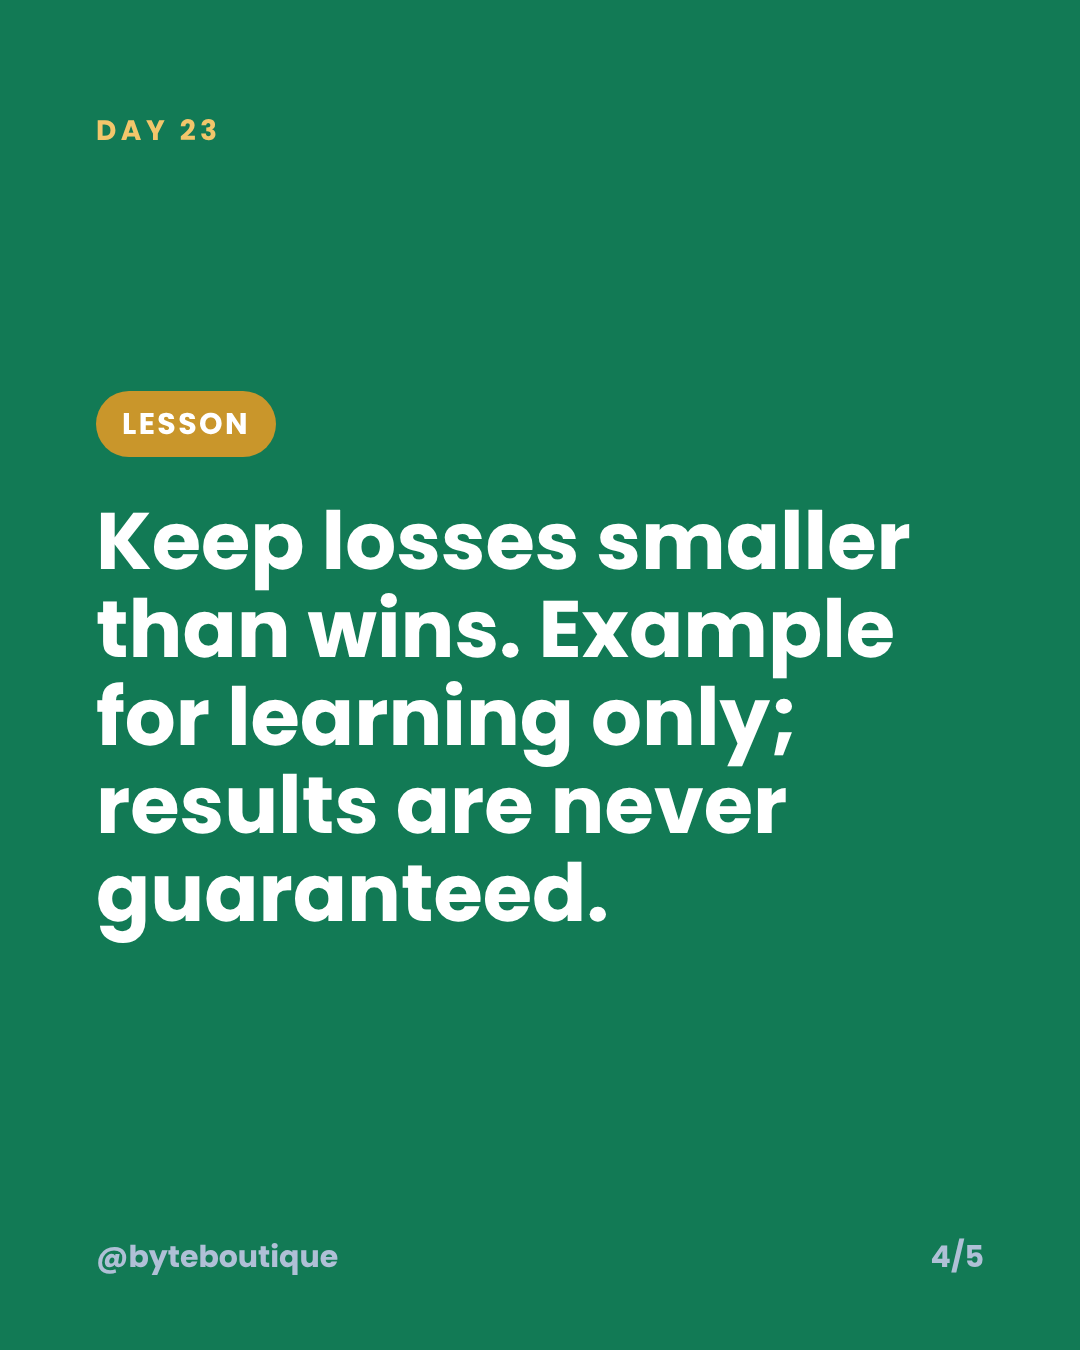 DAY 23
LESSON
Keep losses smaller
than wins. Example
for learning only;
results are never
guaranteed.
@byteboutique
4/5